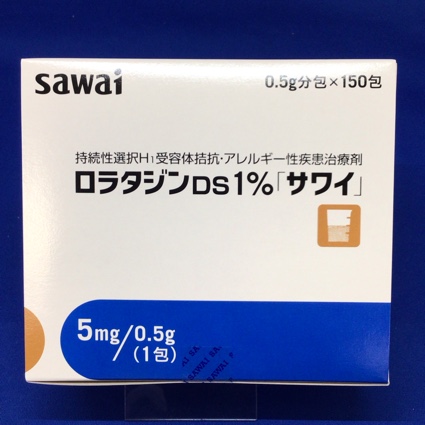 sawai
0.5g分包×150包
持続性選択H1受容体拮抗・アレルギー性疾患治療剤
ロラタジンDS1%「サワイ」
5mg/0.5g
(1包)
SAWAI